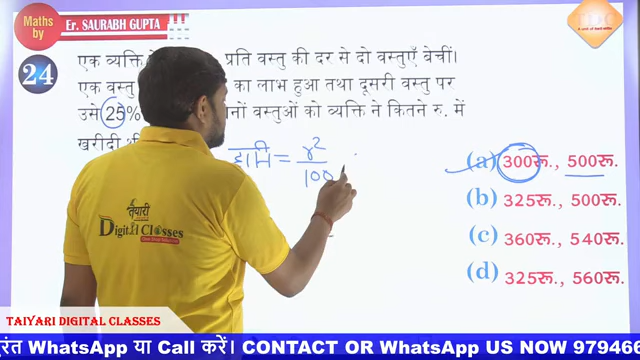 Maths
by
Er. SAURABH GUPTA
TDC
24
एक व्यक्ति प्रति वस्तु की दर से दो वस्तुएँ बेचीं।
एक वस्तु का लाभ हुआ तथा दूसरी वस्तु पर
उसे 25% वस्तुओं को व्यक्ति ने कितने रु. में
खरीदी
हानि = r²/100
(a) 300रू., 500रू.
(b) 325रू., 500रू.
(c) 360रू., 540रू.
(d) 325रू., 560रू.
तैयारी
Digital Classes
TAIYARI DIGITAL CLASSES
WhatsApp या Call करें। CONTACT OR WhatsApp US NOW 979466